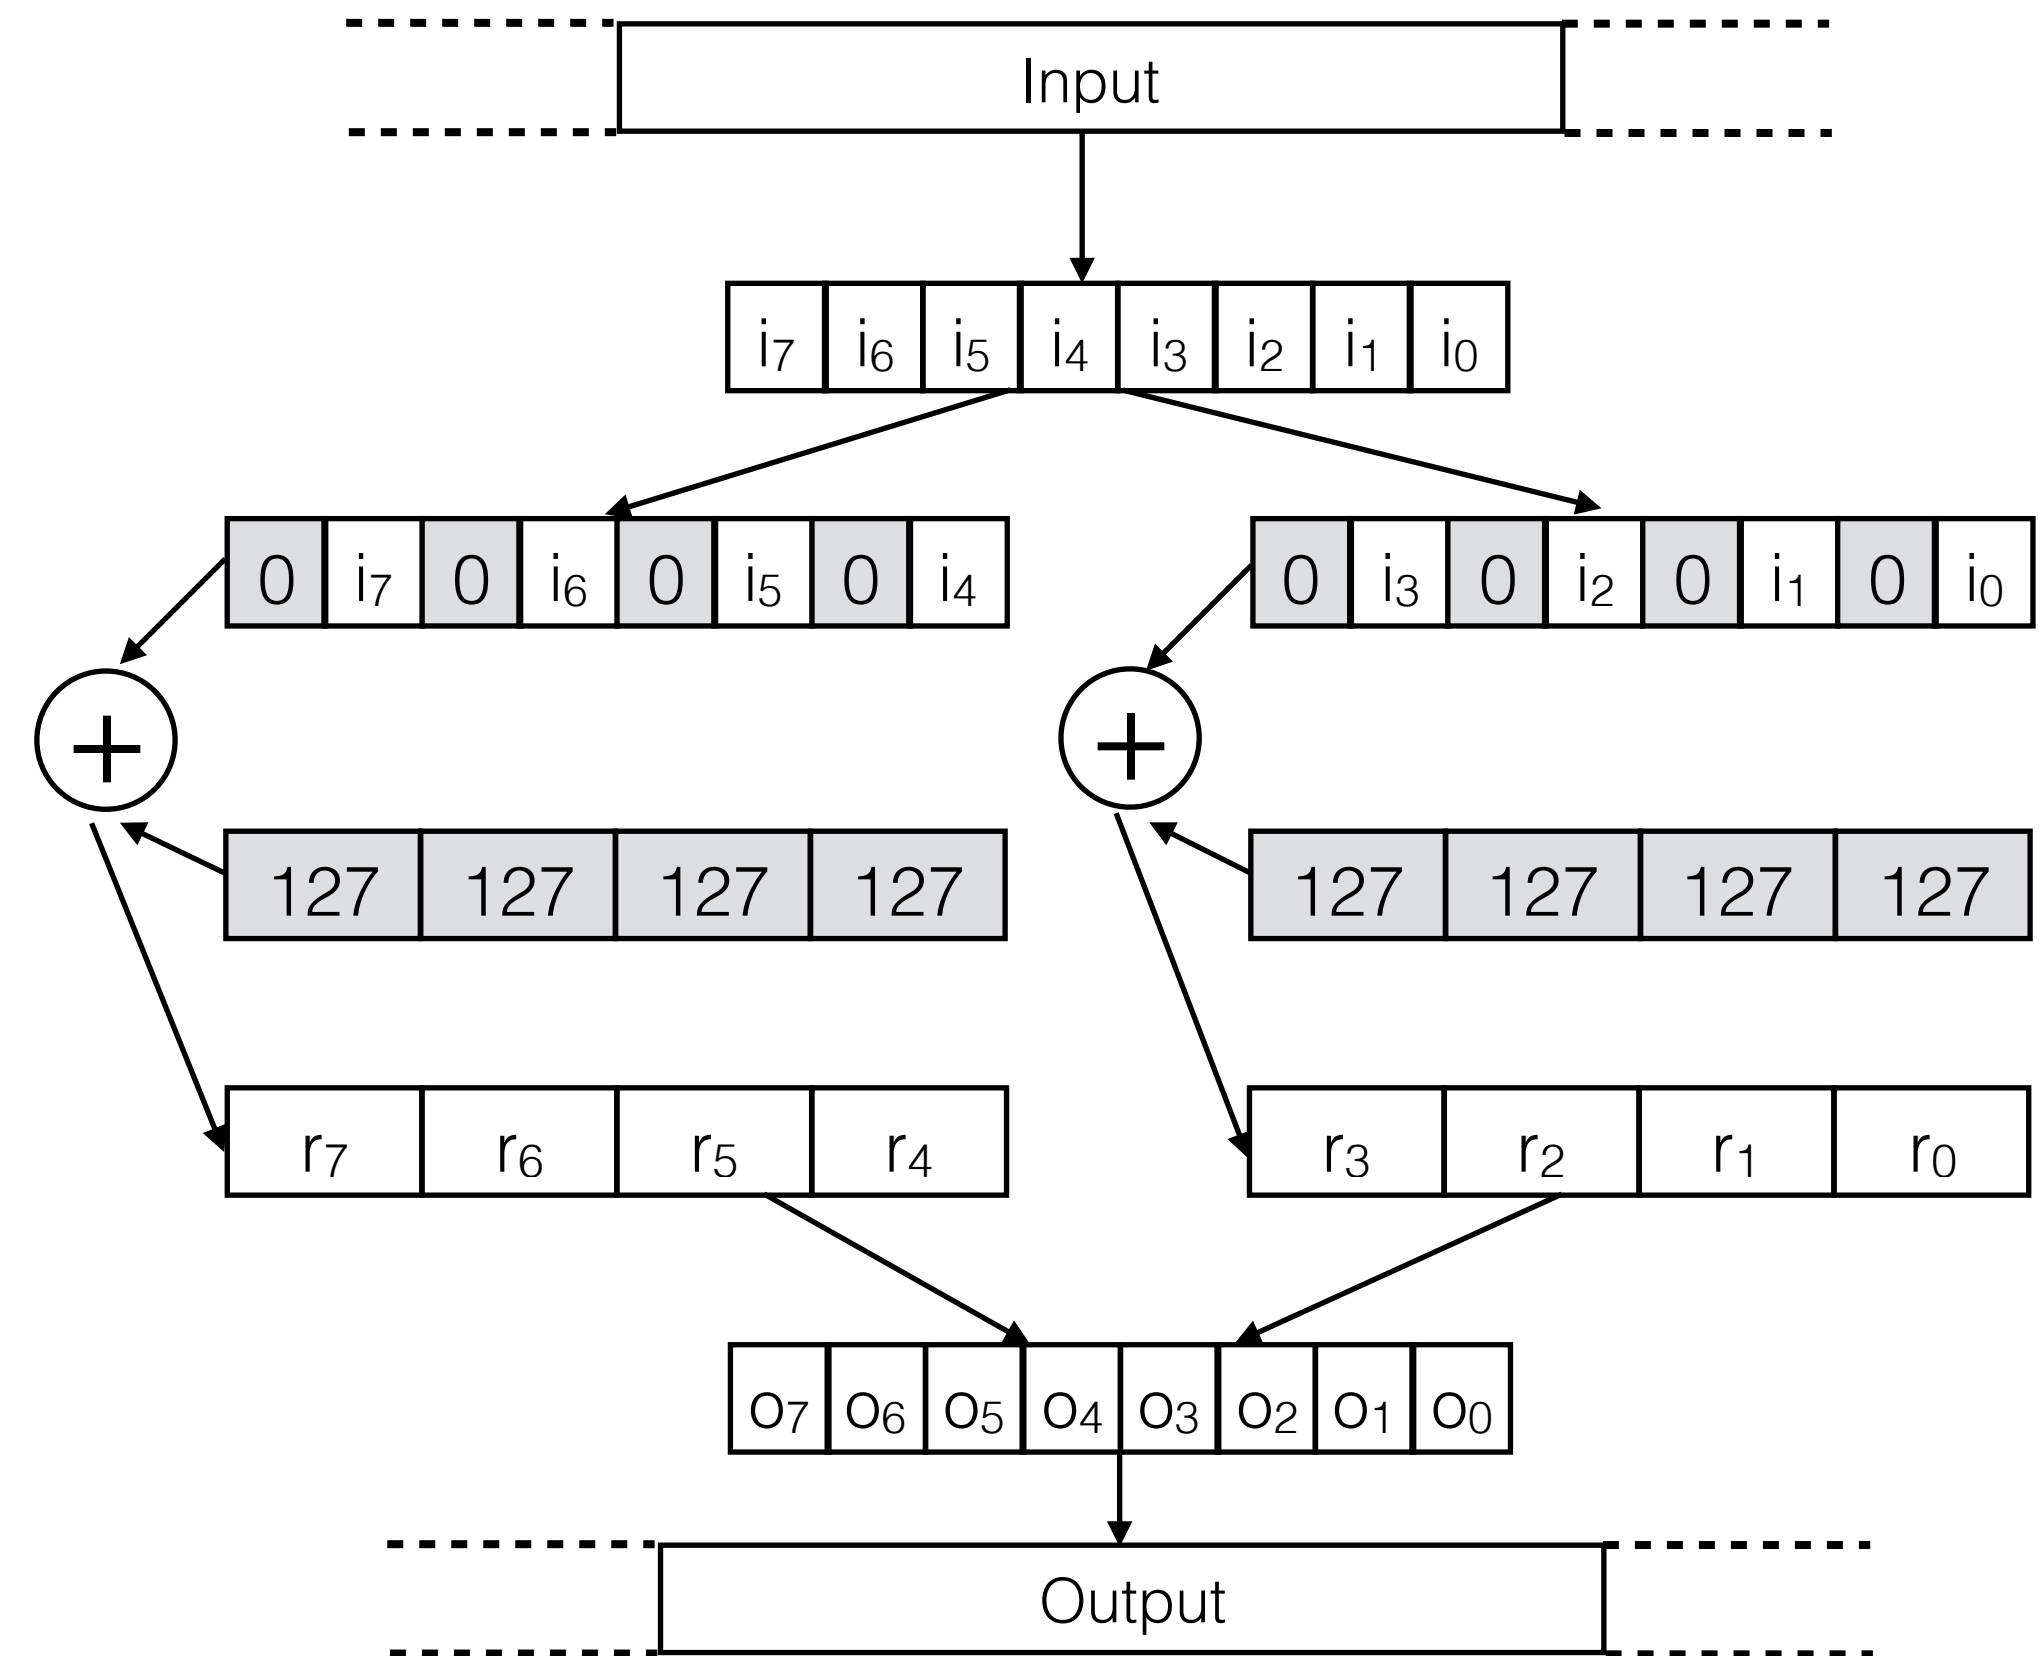 Input
i₇ i₆ i₅ i₄ i₃ i₂ i₁ i₀
0 i₇ 0 i₆ 0 i₅ 0 i₄ 0 i₃ 0 i₂ 0 i₁ 0 i₀
+ +
127 127 127 127 127 127 127 127
r₇ r₆ r₅ r₄ r₃ r₂ r₁ r₀
o₇ o₆ o₅ o₄ o₃ o₂ o₁ o₀
Output